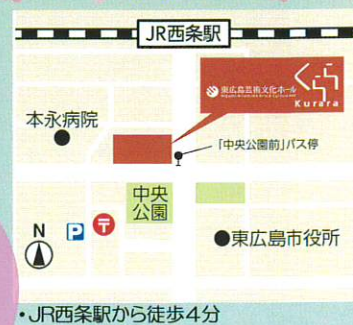 JR西条駅
東広島芸術文化ホール
くらら
Kurara
本永病院
「中央公園前」バス停
中央
公園
N
P
〒
東広島市役所
・JR西条駅から徒歩4分